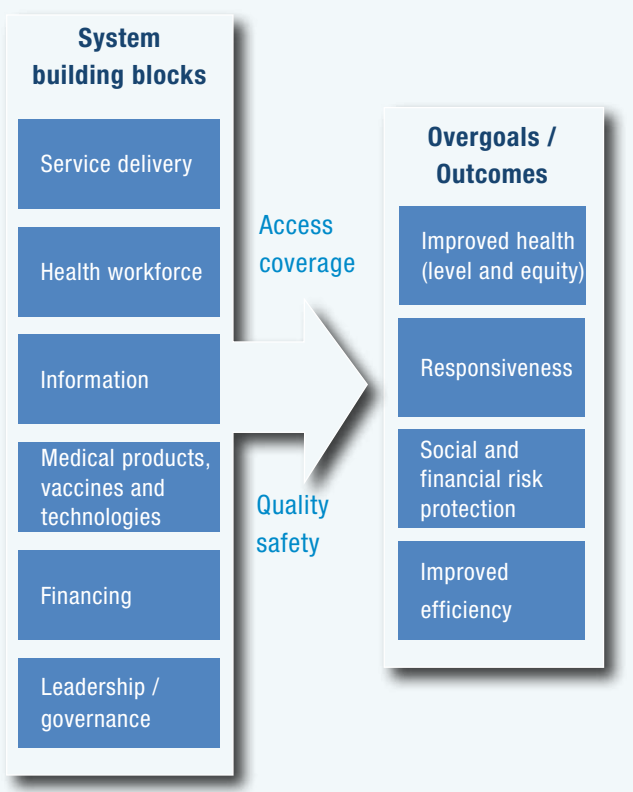 System
building blocks
Service delivery
Health workforce
Information
Medical products,
vaccines and
technologies
Financing
Leadership /
governance
Access
coverage
Quality
safety
Overgoals /
Outcomes
Improved health
(level and equity)
Responsiveness
Social and
financial risk
protection
Improved
efficiency